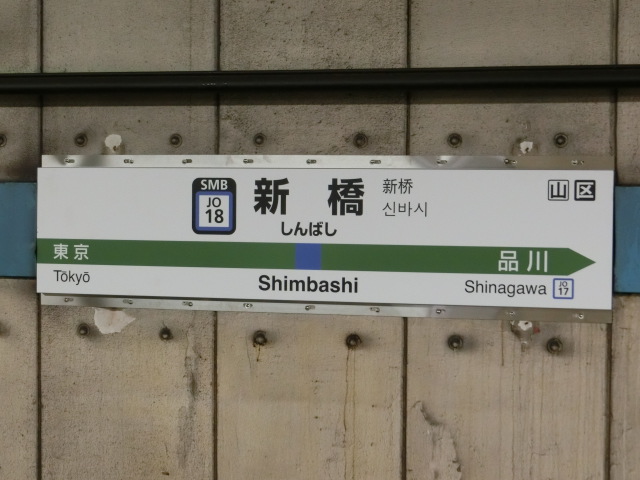 SMB
JO
18
新橋
新桥
신바시
山区
しんばし
東京
品川
Tōkyō
Shimbashi
Shinagawa
JO
17